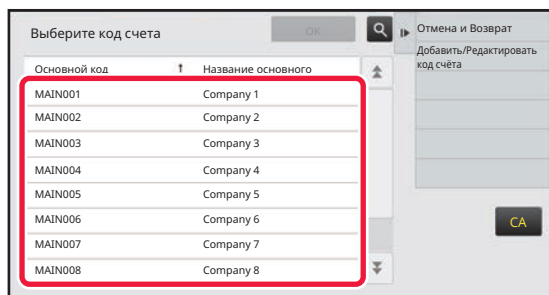 Выберите код счета
OK
Отмена и Возврат
Добавить/Редактировать
код счёта
Основной код ↑ Название основного
MAIN001 Company 1
MAIN002 Company 2
MAIN003 Company 3
MAIN004 Company 4
MAIN005 Company 5
MAIN006 Company 6
MAIN007 Company 7
MAIN008 Company 8
CA